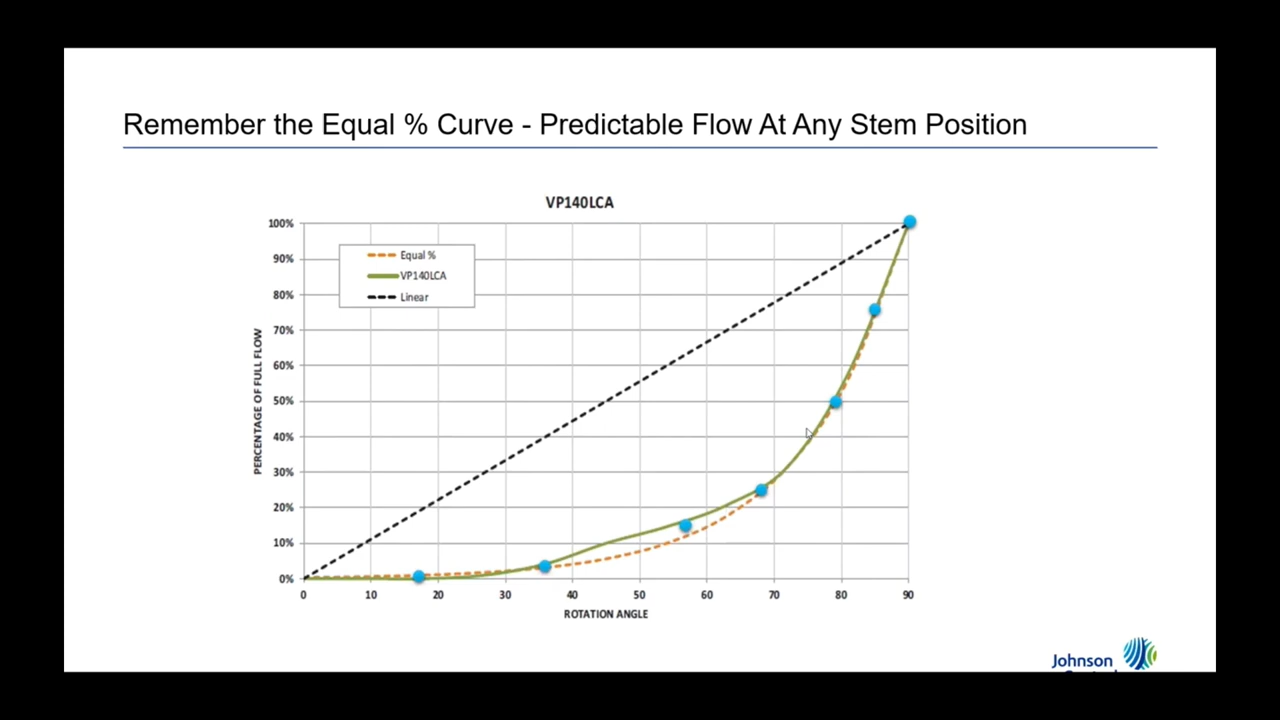 Remember the Equal % Curve - Predictable Flow At Any Stem Position
VP140LCA
100%
90%
80%
70%
60%
50%
40%
30%
20%
10%
0%
Equal %
VP140LCA
Linear
PERCENTAGE OF FULL FLOW
0 10 20 30 40 50 60 70 80 90
ROTATION ANGLE
Johnson